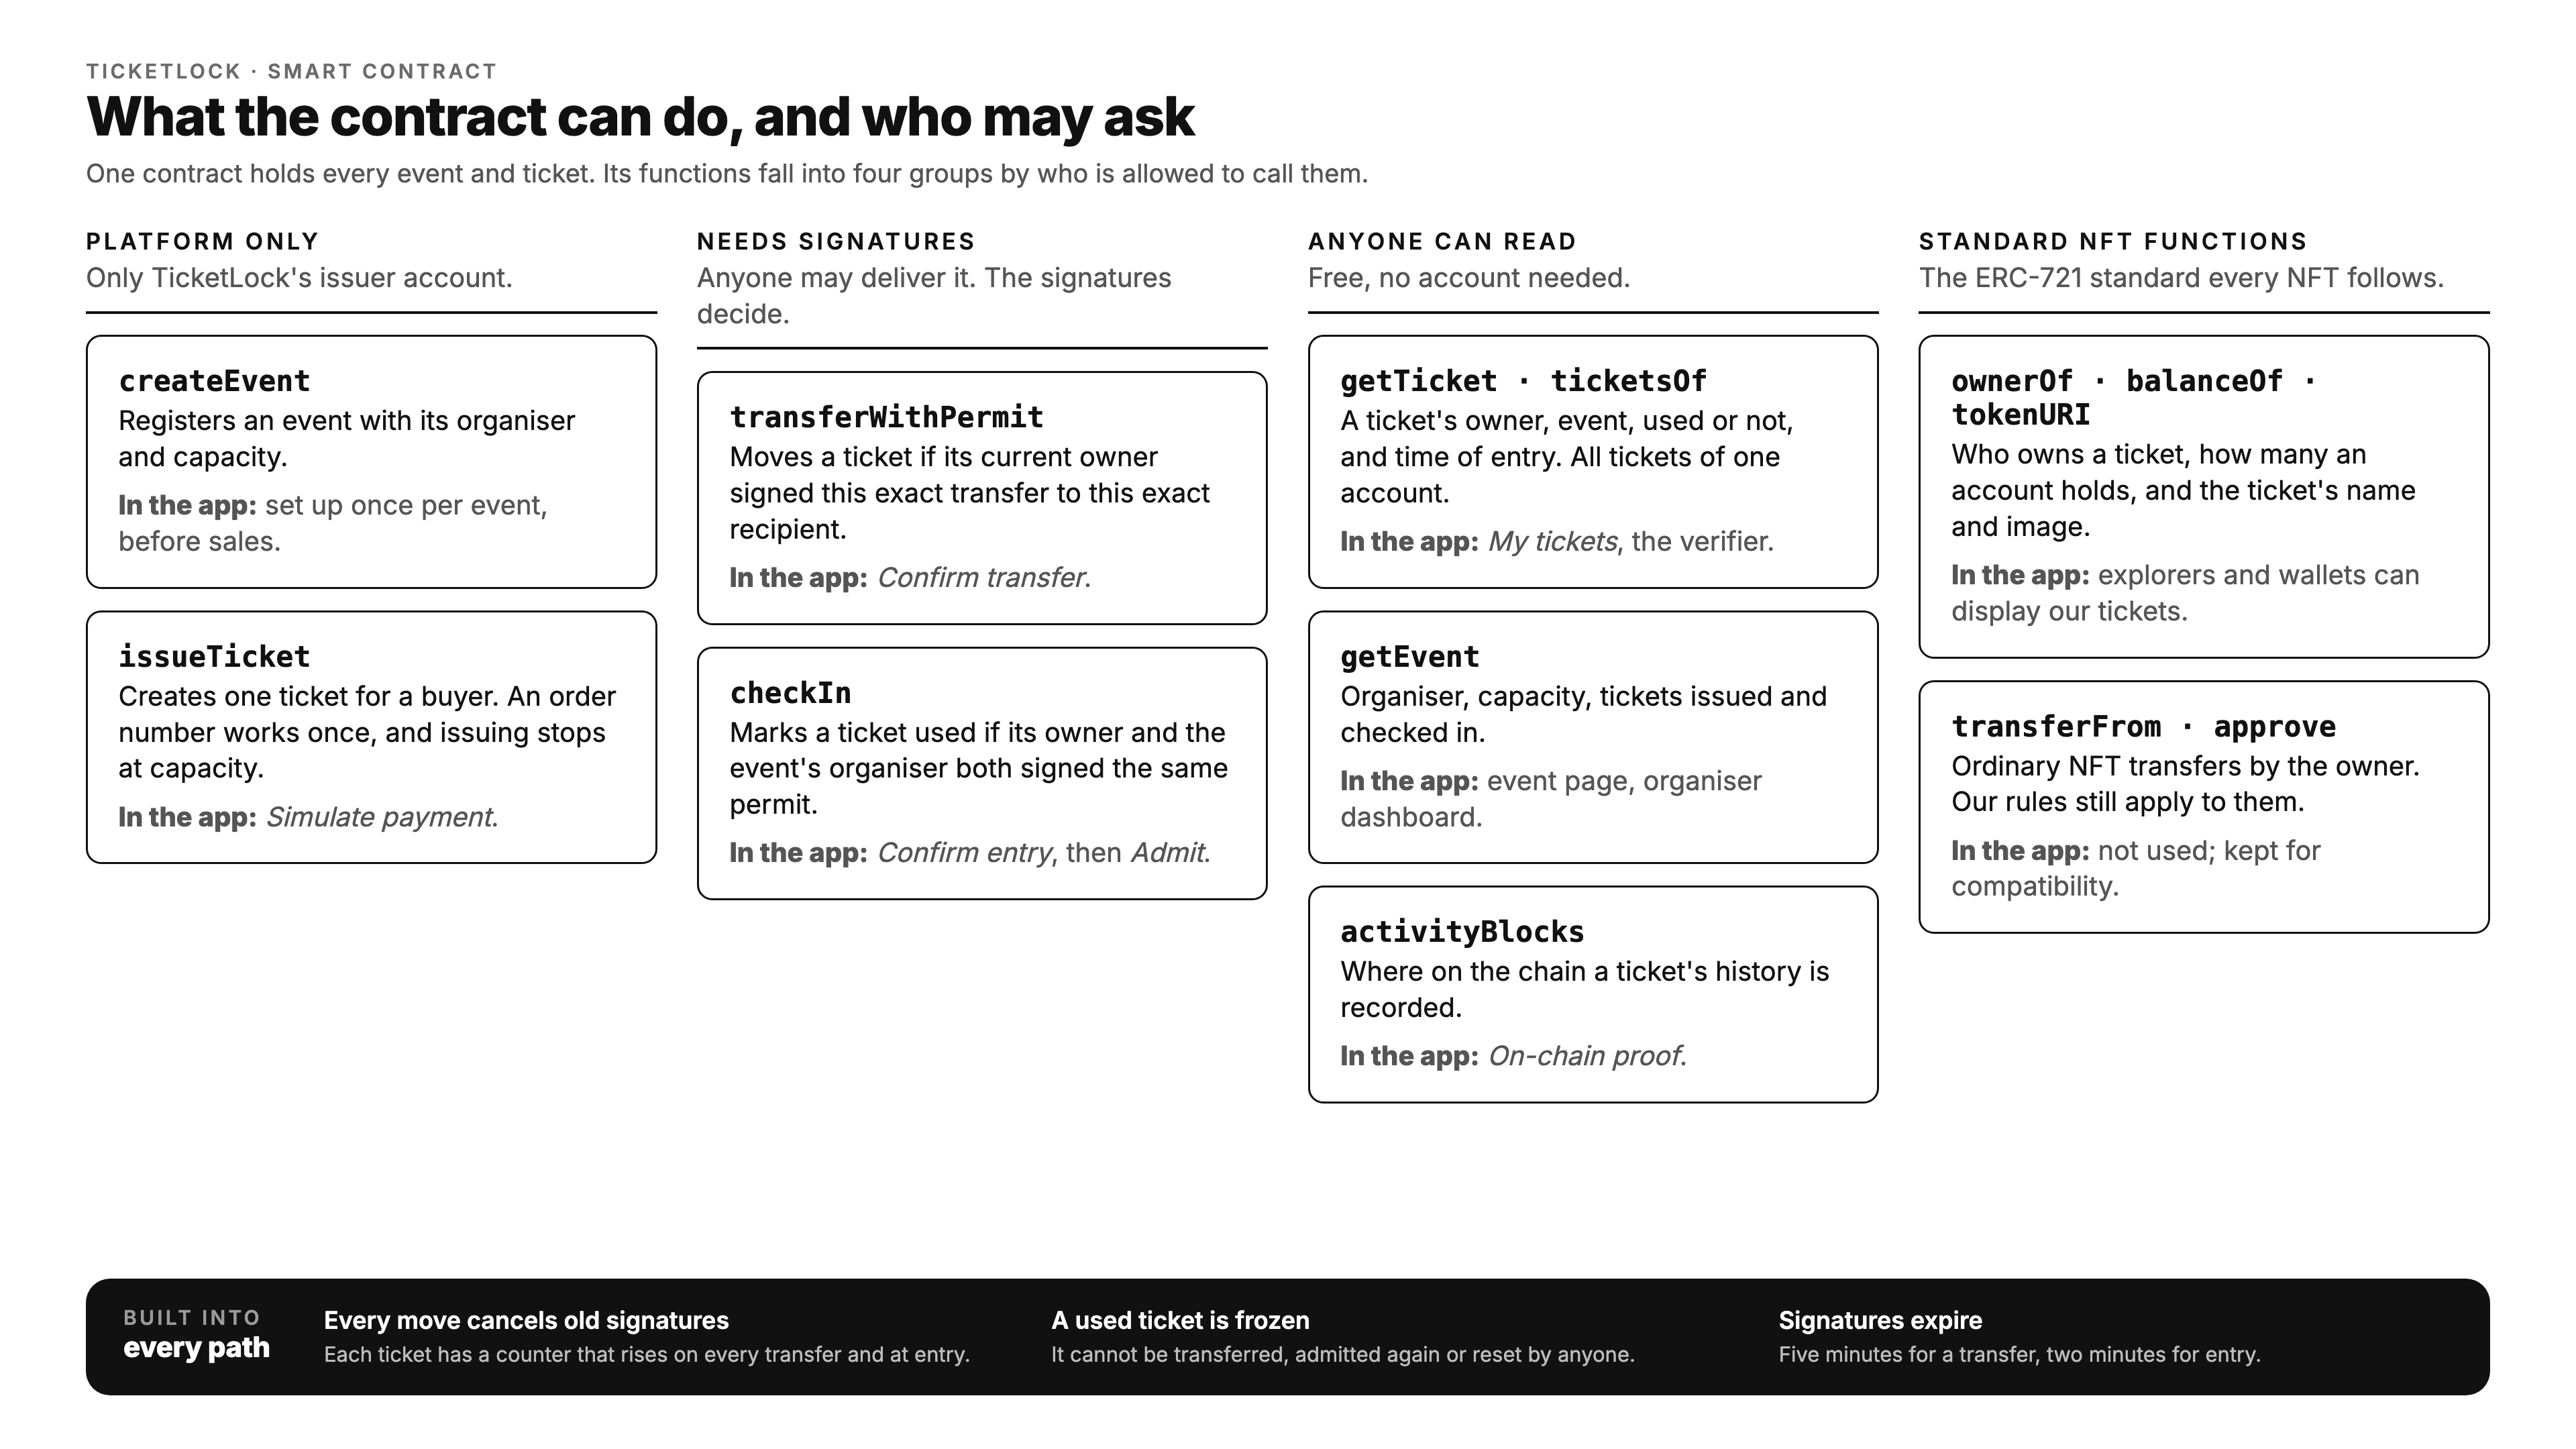 TICKETLOCK · SMART CONTRACT
What the contract can do, and who may ask
One contract holds every event and ticket. Its functions fall into four groups by who is allowed to call them.
PLATFORM ONLY
Only TicketLock's issuer account.
createEvent
Registers an event with its organiser
and capacity.
In the app: set up once per event,
before sales.
issueTicket
Creates one ticket for a buyer. An order
number works once, and issuing stops
at capacity.
In the app: Simulate payment.
NEEDS SIGNATURES
Anyone may deliver it. The signatures
decide.
transferWithPermit
Moves a ticket if its current owner
signed this exact transfer to this exact
recipient.
In the app: Confirm transfer.
checkIn
Marks a ticket used if its owner and the
event's organiser both signed the same
permit.
In the app: Confirm entry, then Admit.
ANYONE CAN READ
Free, no account needed.
getTicket · ticketsOf
A ticket's owner, event, used or not,
and time of entry. All tickets of one
account.
In the app: My tickets, the verifier.
getEvent
Organiser, capacity, tickets issued and
checked in.
In the app: event page, organiser
dashboard.
activityBlocks
Where on the chain a ticket's history is
recorded.
In the app: On-chain proof.
STANDARD NFT FUNCTIONS
The ERC-721 standard every NFT follows.
ownerOf · balanceOf ·
tokenURI
Who owns a ticket, how many an
account holds, and the ticket's name
and image.
In the app: explorers and wallets can
display our tickets.
transferFrom · approve
Ordinary NFT transfers by the owner.
Our rules still apply to them.
In the app: not used; kept for
compatibility.
BUILT INTO
every path
Every move cancels old signatures
Each ticket has a counter that rises on every transfer and at entry.
A used ticket is frozen
It cannot be transferred, admitted again or reset by anyone.
Signatures expire
Five minutes for a transfer, two minutes for entry.